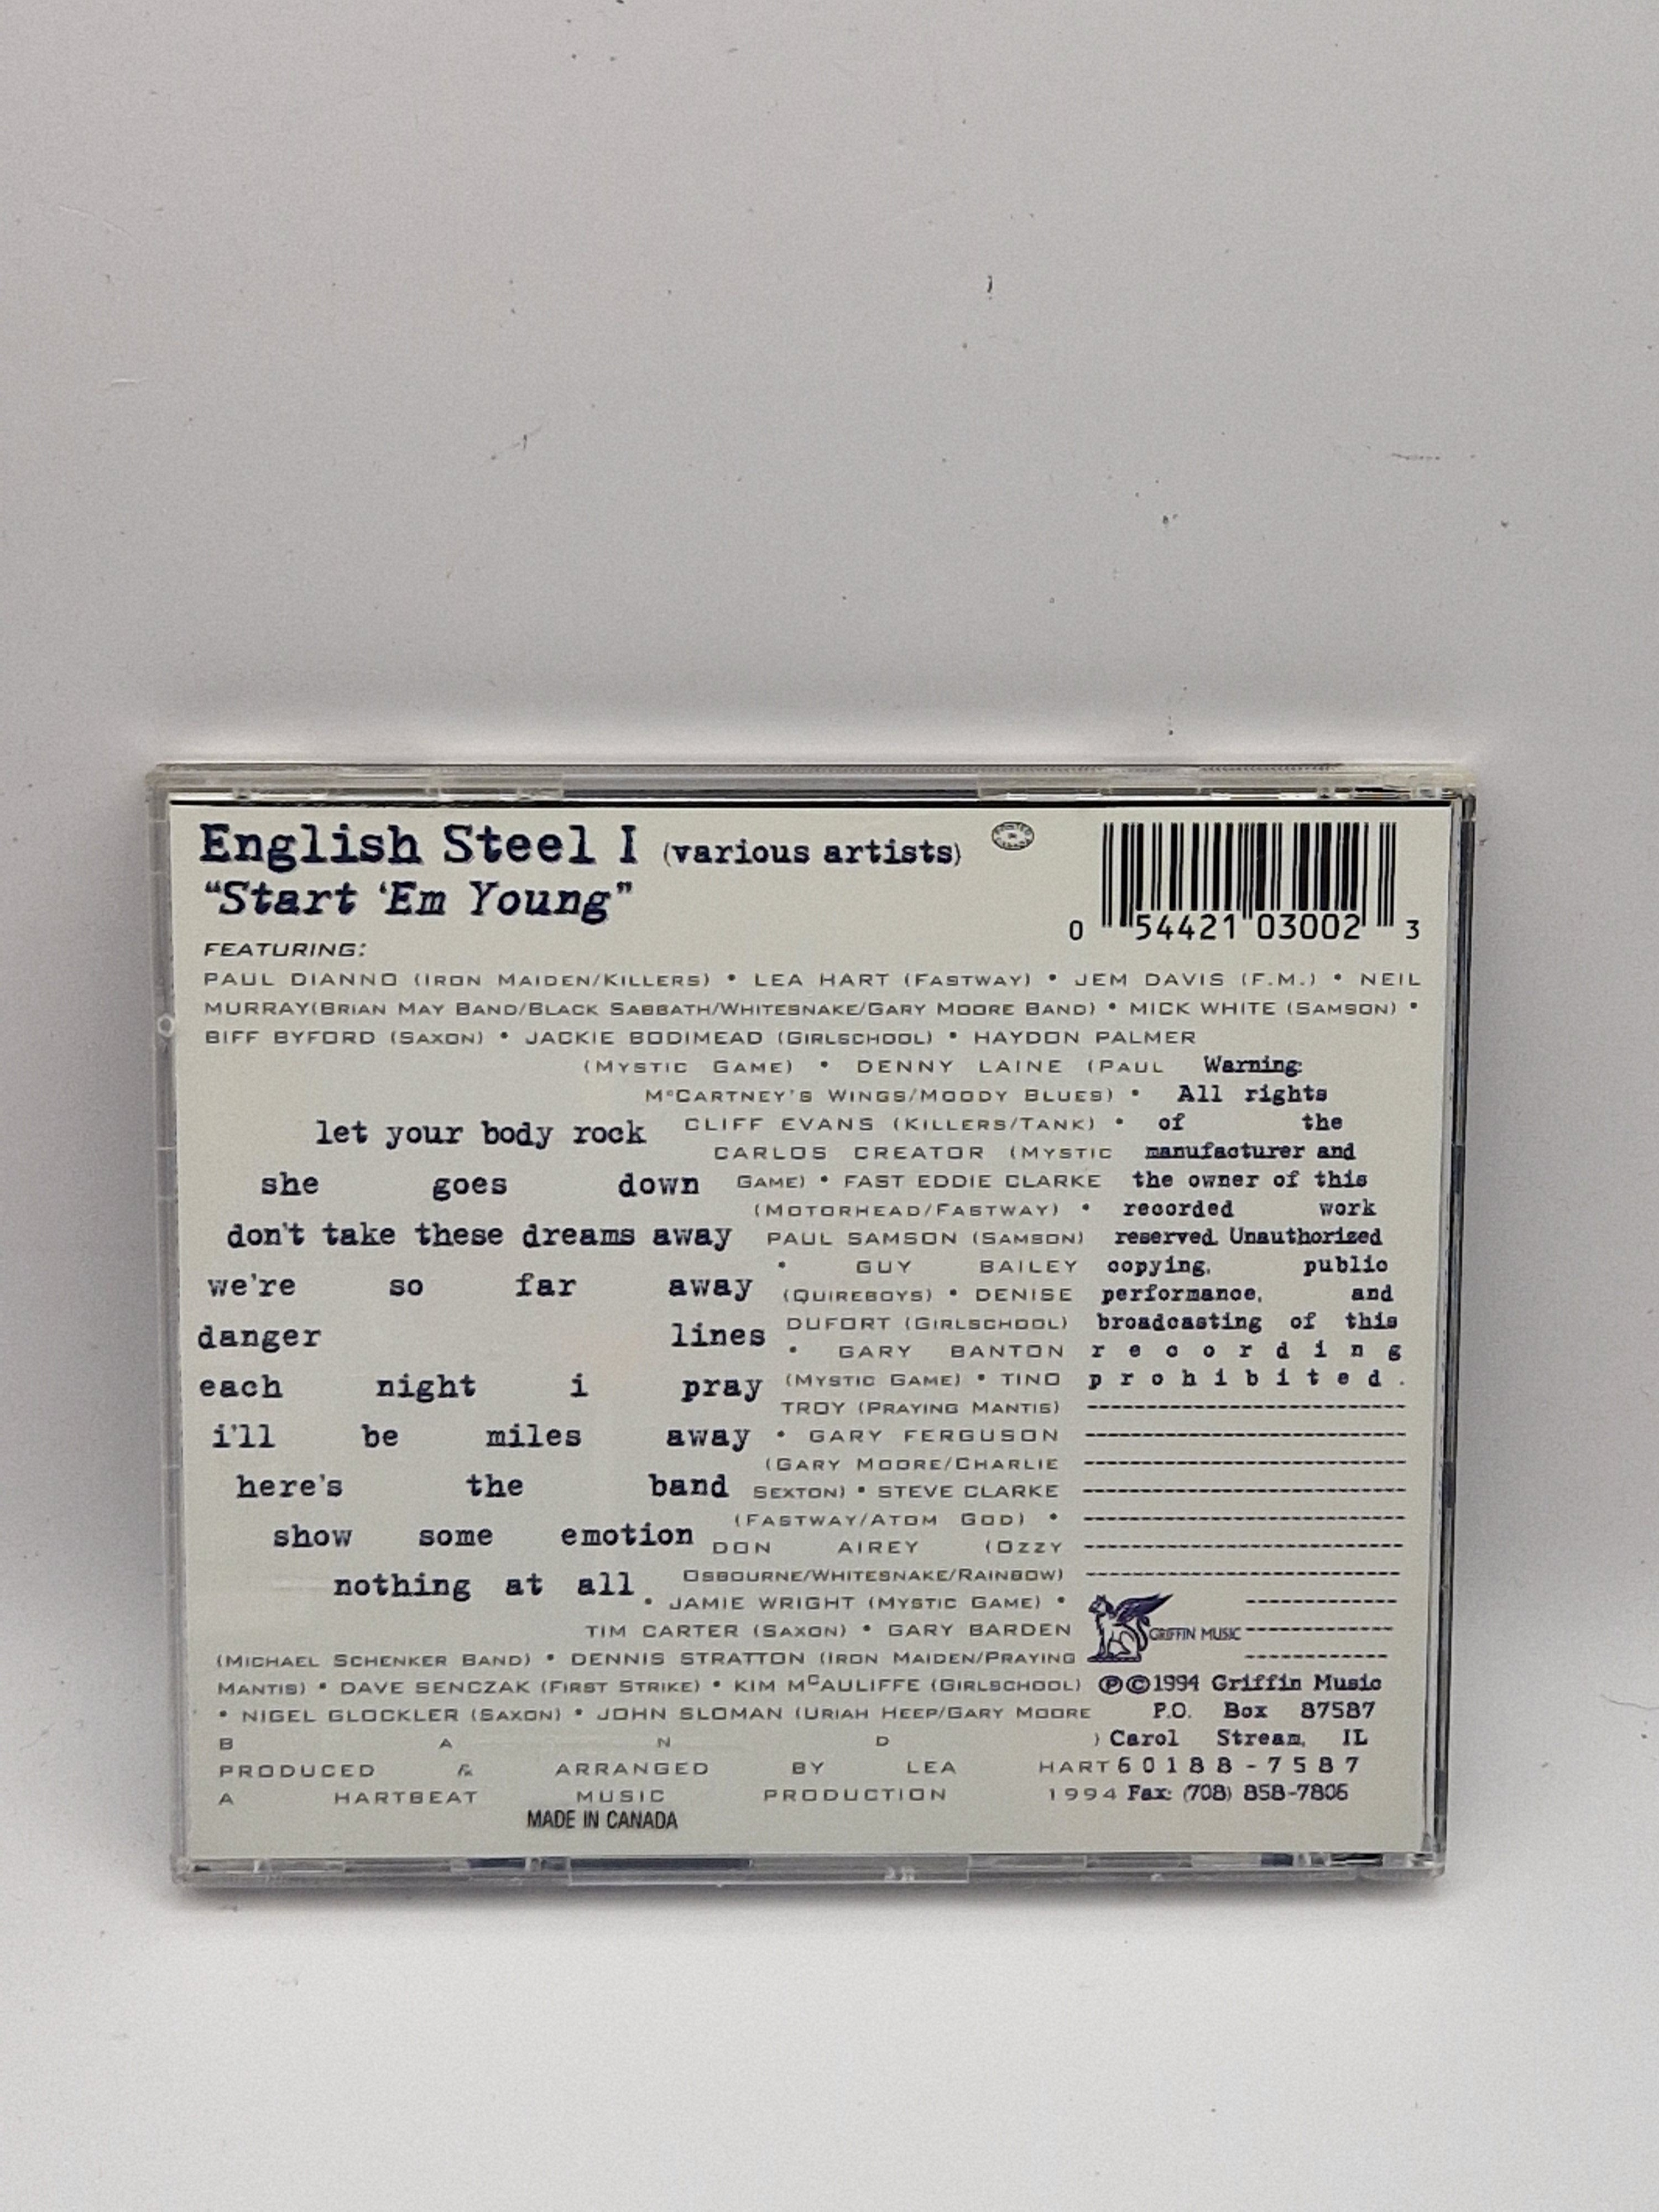 English Steel I (various artists)
"Start 'Em Young"
0 54421 03002 3
FEATURING:
PAUL DIANNO (IRON MAIDEN/KILLERS) • LEA HART (FASTWAY) • JEM DAVIS (F.M.) • NEIL
MURRAY(BRIAN MAY BAND/BLACK SABBATH/WHITESNAKE/GARY MOORE BAND) • MICK WHITE (SAMSON) •
BIFF BYFORD (SAXON) • JACKIE BODIMEAD (GIRLSCHOOL) • HAYDON PALMER
(MYSTIC GAME) • DENNY LAINE (PAUL
McCARTNEY'S WINGS/MOODY BLUES) •
CLIFF EVANS (KILLERS/TANK) •
CARLOS CREATOR (MYSTIC
GAME) • FAST EDDIE CLARKE
(MOTORHEAD/FASTWAY) •
PAUL SAMSON (SAMSON)
• GUY BAILEY
(QUIREBOYS) • DENISE
DUFORT (GIRLSCHOOL)
• GARY BANTON
(MYSTIC GAME) • TINO
TROY (PRAYING MANTIS)
• GARY FERGUSON
(GARY MOORE/CHARLIE
SEXTON) • STEVE CLARKE
(FASTWAY/ATOM GOD) •
DON AIREY (OZZY
OSBOURNE/WHITESNAKE/RAINBOW)
• JAMIE WRIGHT (MYSTIC GAME) •
TIM CARTER (SAXON) • GARY BARDEN
(MICHAEL SCHENKER BAND) • DENNIS STRATTON (IRON MAIDEN/PRAYING
MANTIS) • DAVE SENCZAK (FIRST STRIKE) • KIM McAULIFFE (GIRLSCHOOL)
• NIGEL GLOCKLER (SAXON) • JOHN SLOMAN (URIAH HEEP/GARY MOORE
B A N D )
PRODUCED & ARRANGED BY LEA HART
A HARTBEAT MUSIC PRODUCTION 1994
MADE IN CANADA
let your body rock
she goes down
don't take these dreams away
we're so far away
danger lines
each night i pray
i'll be miles away
here's the band
show some emotion
nothing at all
Warning:
All rights
of the
manufacturer and
the owner of this
recorded work
reserved. Unauthorized
copying, public
performance, and
broadcasting of this
r e c o r d i n g
p r o h i b i t e d .
GRIFFIN MUSIC
℗©1994 Griffin Music
P.O. Box 87587
Carol Stream, IL
60188-7587
Fax: (708) 858-7806